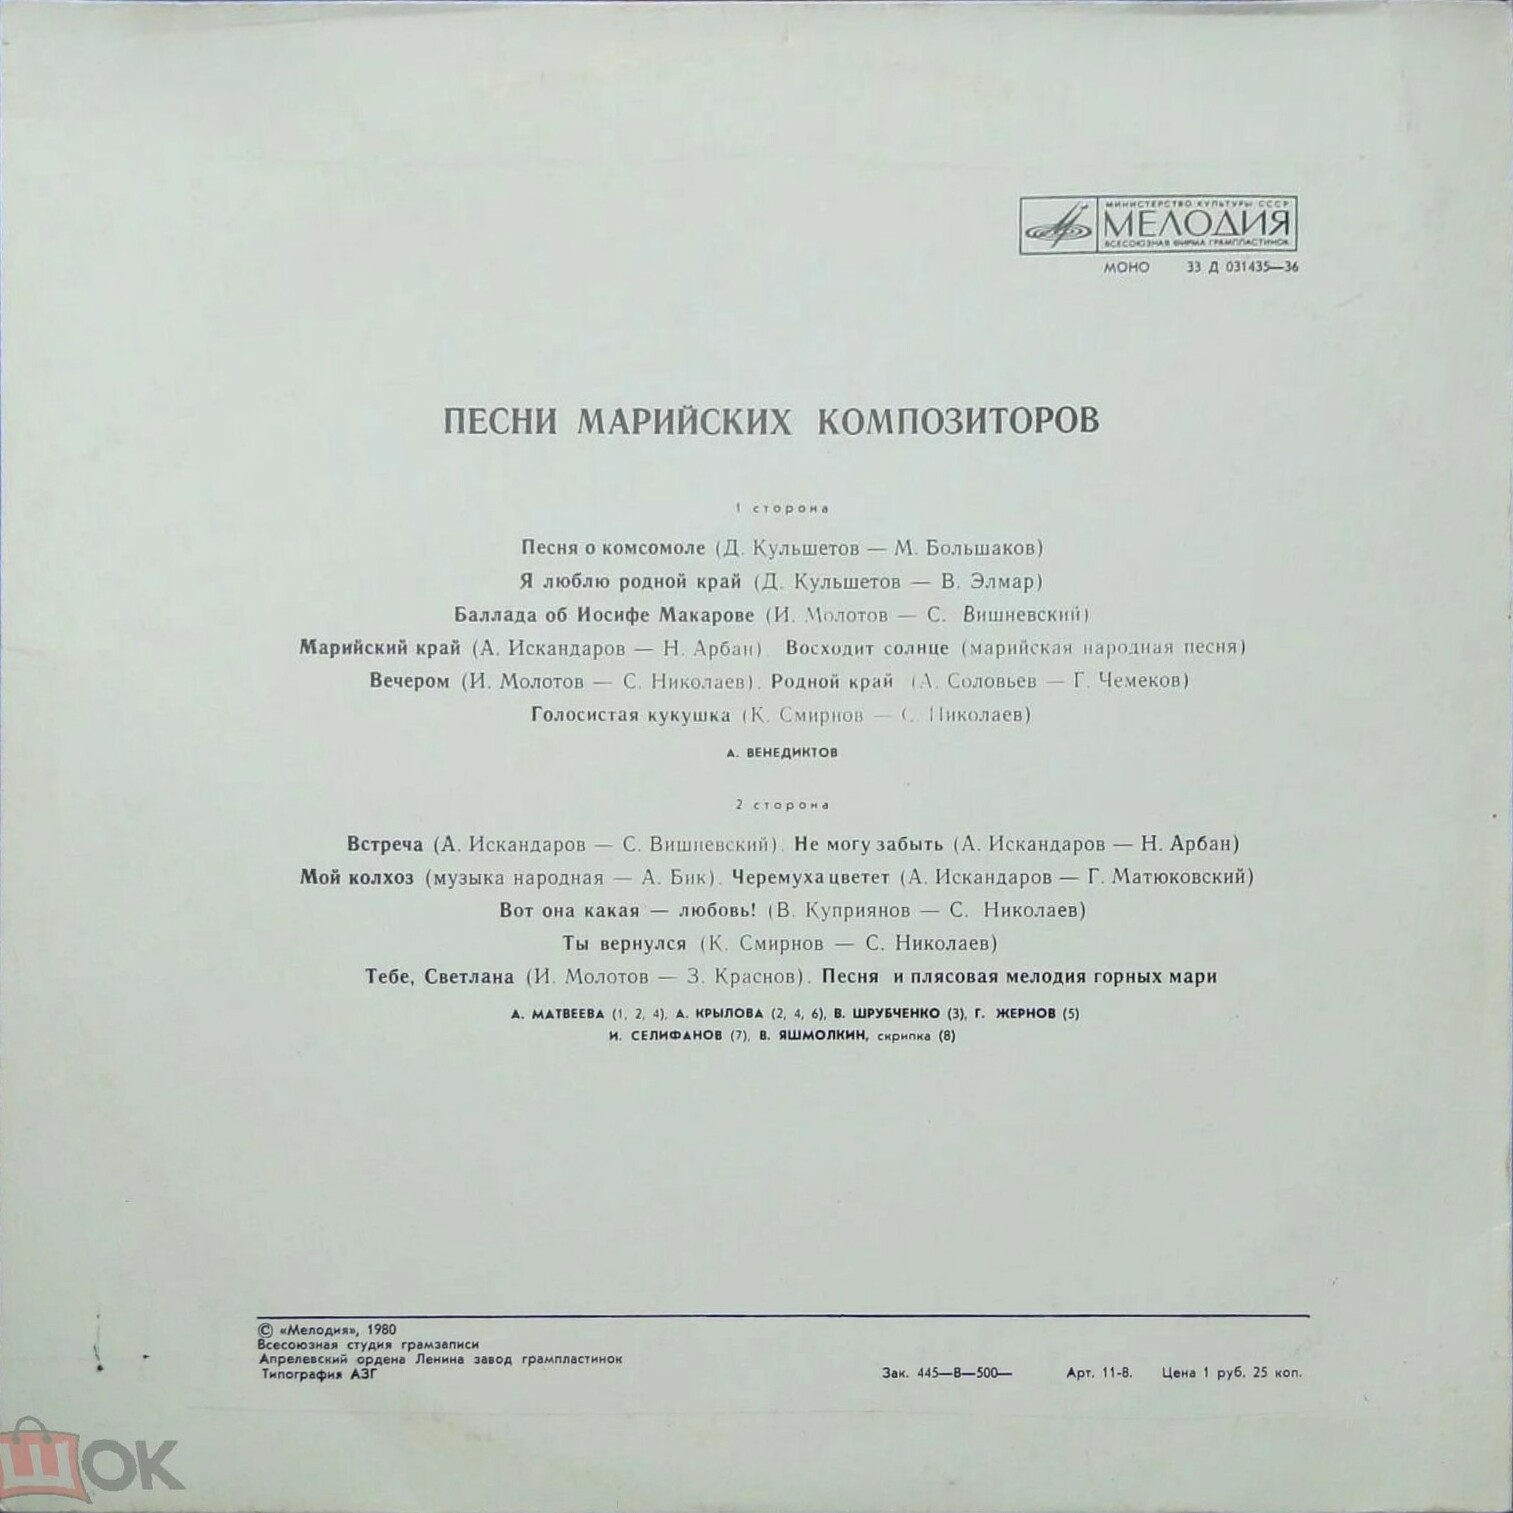 МИНИСТЕРСТВО КУЛЬТУРЫ СССР
МЕЛОДИЯ
ВСЕСОЮЗНАЯ ФИРМА ГРАМПЛАСТИНОК
МОНО 33 Д 031435—36
ПЕСНИ МАРИЙСКИХ КОМПОЗИТОРОВ
1 сторона
Песня о комсомоле (Д. Кульшетов — М. Большаков)
Я люблю родной край (Д. Кульшетов — В. Элмар)
Баллада об Иосифе Макарове (И. Молотов — С. Вишневский)
Марийский край (А. Искандаров — Н. Арбан). Восходит солнце (марийская народная песня)
Вечером (И. Молотов — С. Николаев). Родной край (А. Соловьев — Г. Чемеков)
Голосистая кукушка (К. Смирнов — С. Николаев)
А. ВЕНЕДИКТОВ
2 сторона
Встреча (А. Искандаров — С. Вишневский). Не могу забыть (А. Искандаров — Н. Арбан)
Мой колхоз (музыка народная — А. Бик). Черемуха цветет (А. Искандаров — Г. Матюковский)
Вот она какая — любовь! (В. Куприянов — С. Николаев)
Ты вернулся (К. Смирнов — С. Николаев)
Тебе, Светлана (И. Молотов — З. Краснов). Песня и плясовая мелодия горных мари
А. МАТВЕЕВА (1, 2, 4), А. КРЫЛОВА (2, 4, 6), В. ШРУБЧЕНКО (3), Г. ЖЕРНОВ (5)
И. СЕЛИФАНОВ (7), В. ЯШМОЛКИН, скрипка (8)
© «Мелодия», 1980
Всесоюзная студия грамзаписи
Апрелевский ордена Ленина завод грампластинок
Типография АЗГ
Зак. 445—В—500— Арт. 11-8. Цена 1 руб. 25 коп.
шок